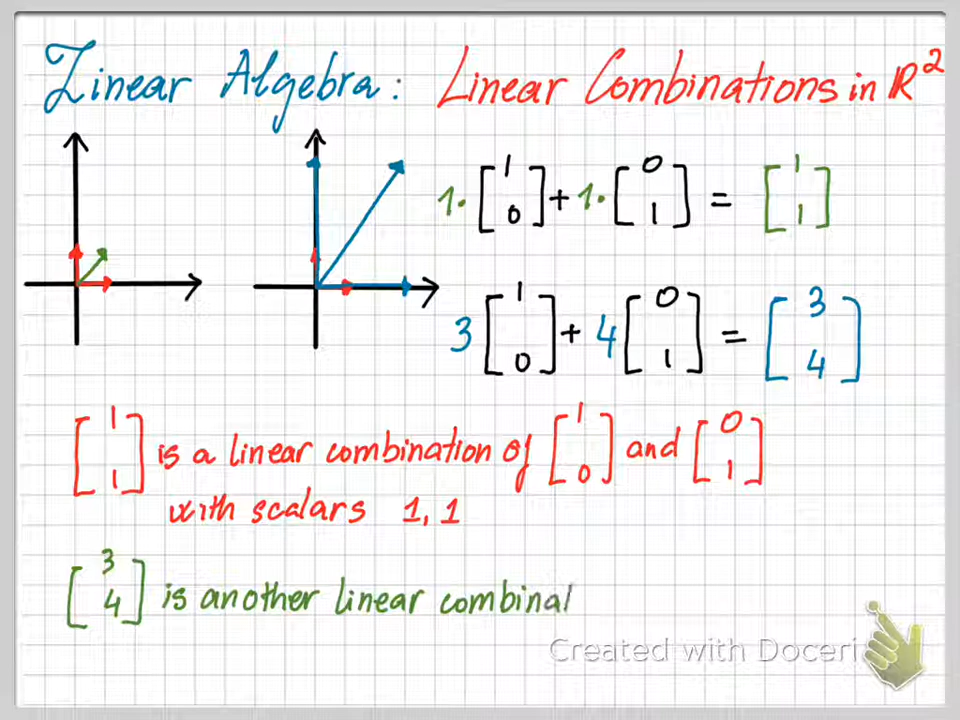 Linear Algebra: Linear Combinations in ℝ²
1·[1 0] + 1·[0 1] = [1 1]
3[1 0] + 4[0 1] = [3 4]
[1 1] is a linear combination of [1 0] and [0 1]
with scalars 1, 1
[3 4] is another linear combinal
Created with Doceri